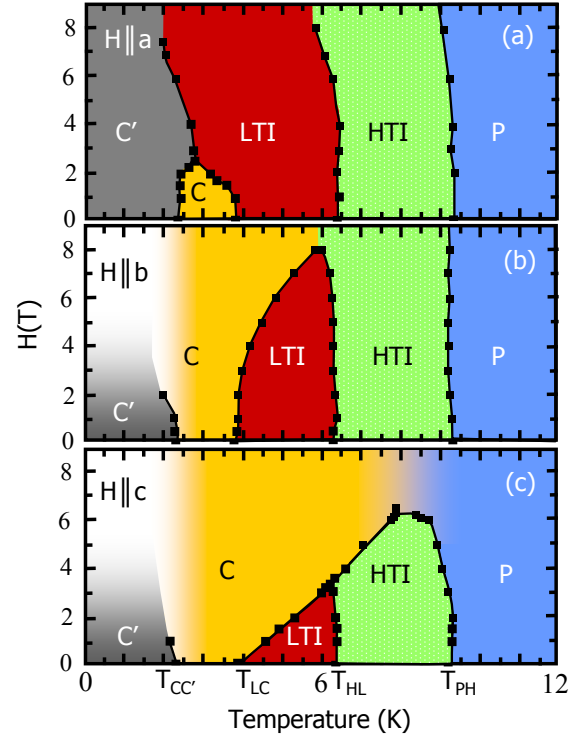 8
H∥a
(a)
6
4
C′
LTI
HTI
P
2
C
0
8
(b)
H∥b
6
H(T)
4
C
LTI
HTI
P
2
C′
0
8
H∥c
(c)
6
4
C
HTI
P
2
C′
LTI
0
0
T_CC′
T_LC
6
T_HL
T_PH
12
Temperature (K)